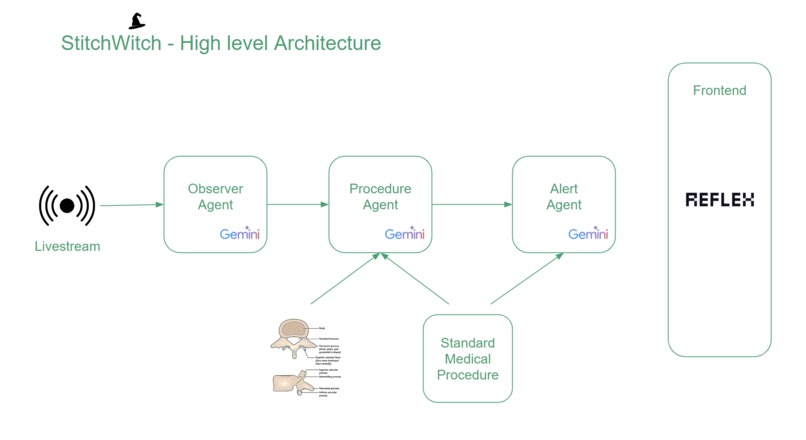 StitchWitch - High level Architecture
Frontend
Observer
Agent
Gemini
Procedure
Agent
Gemini
Alert
Agent
Gemini
REFLEX
Livestream
Body
Standard
Medical
Procedure